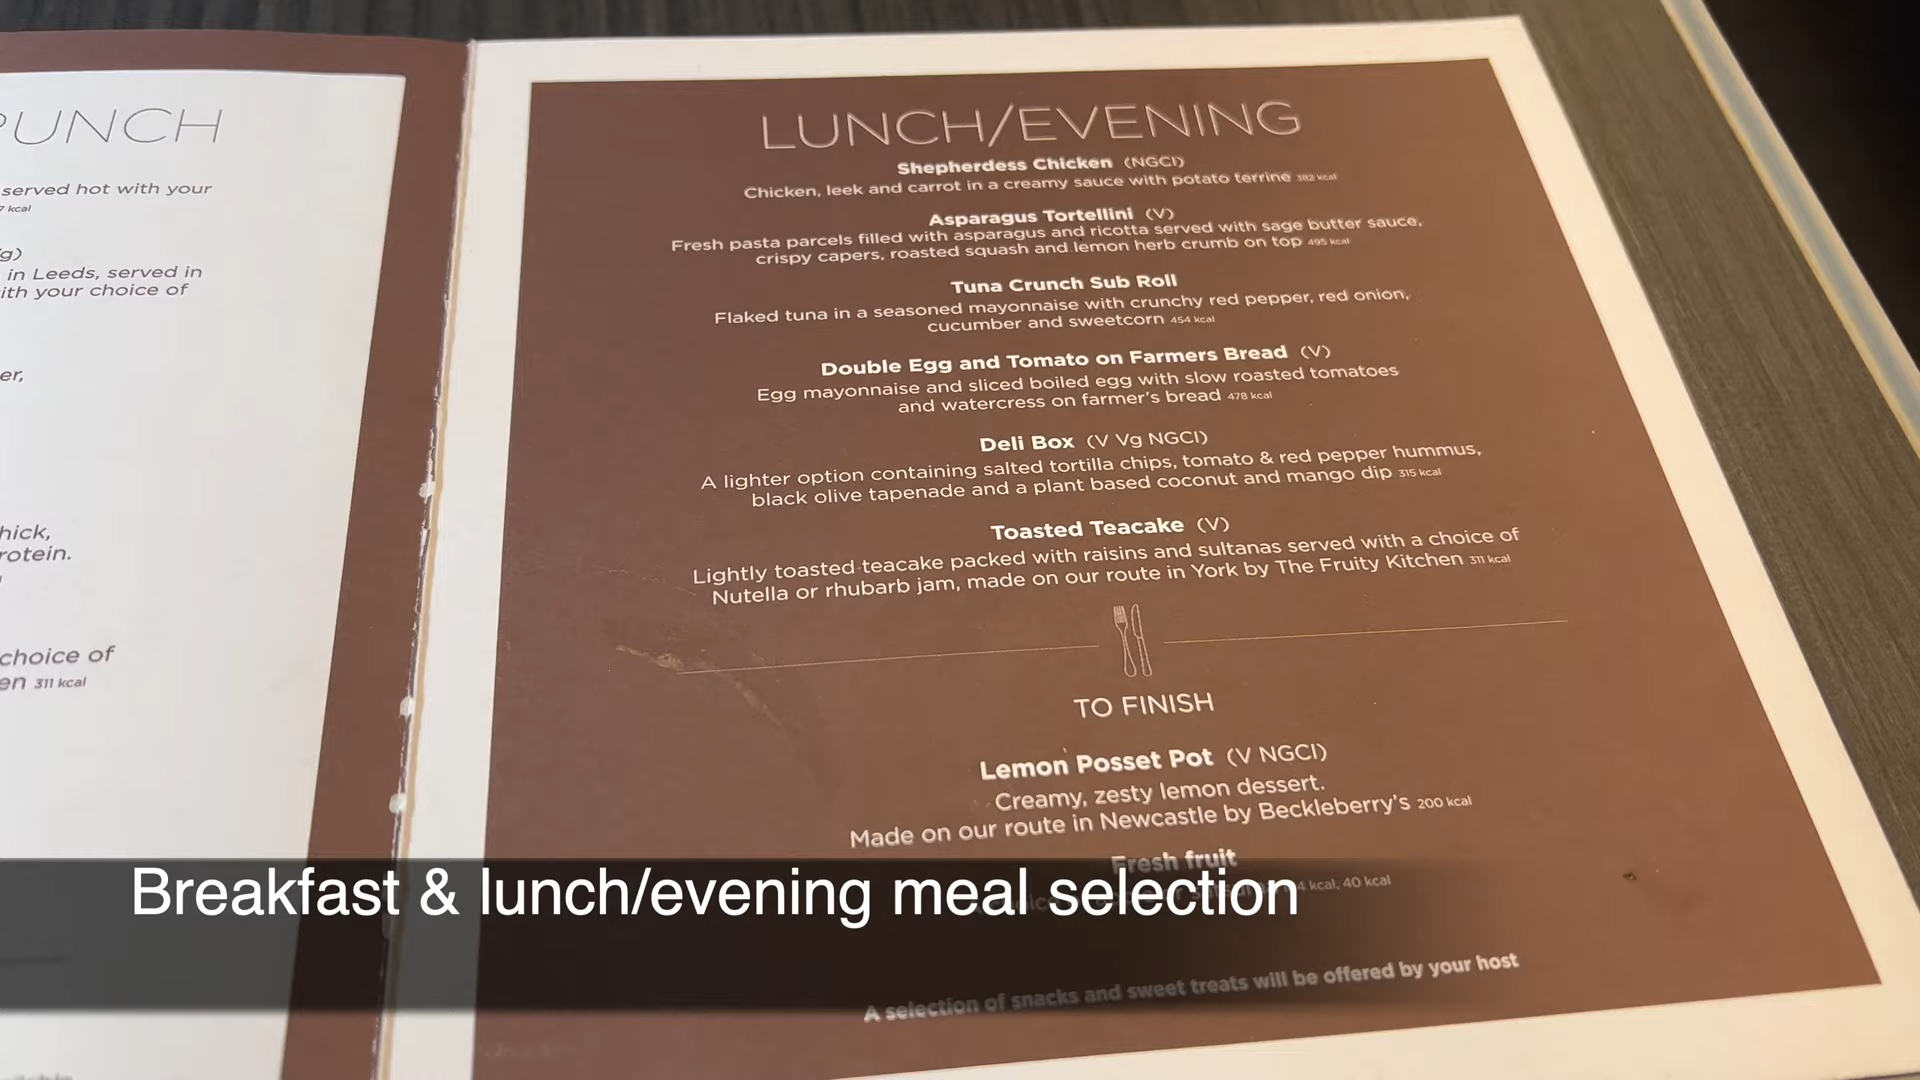 PUNCH
served hot with your
7 kcal
g)
in Leeds, served in
ith your choice of
er,
hick,
rotein.
choice of
en 311 kcal
LUNCH/EVENING
Shepherdess Chicken (NGCI)
Chicken, leek and carrot in a creamy sauce with potato terrine 382 kcal
Asparagus Tortellini (V)
Fresh pasta parcels filled with asparagus and ricotta served with sage butter sauce,
crispy capers, roasted squash and lemon herb crumb on top 495 kcal
Tuna Crunch Sub Roll
Flaked tuna in a seasoned mayonnaise with crunchy red pepper, red onion,
cucumber and sweetcorn 454 kcal
Double Egg and Tomato on Farmers Bread (V)
Egg mayonnaise and sliced boiled egg with slow roasted tomatoes
and watercress on farmer's bread 478 kcal
Deli Box (V Vg NGCI)
A lighter option containing salted tortilla chips, tomato & red pepper hummus,
black olive tapenade and a plant based coconut and mango dip 315 kcal
Toasted Teacake (V)
Lightly toasted teacake packed with raisins and sultanas served with a choice of
Nutella or rhubarb jam, made on our route in York by The Fruity Kitchen 311 kcal
TO FINISH
Lemon Posset Pot (V NGCI)
Creamy, zesty lemon dessert.
Made on our route in Newcastle by Beckleberry's 200 kcal
Fresh fruit
kcal, 40 kcal
Breakfast & lunch/evening meal selection
A selection of snacks and sweet treats will be offered by your host